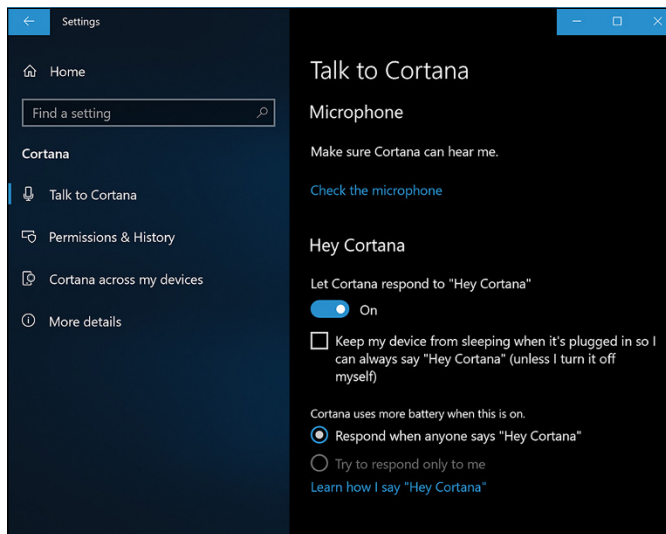 Settings
Home
Find a setting
Cortana
Talk to Cortana
Permissions & History
Cortana across my devices
More details
Talk to Cortana
Microphone
Make sure Cortana can hear me.
Check the microphone
Hey Cortana
Let Cortana respond to "Hey Cortana"
On
Keep my device from sleeping when it's plugged in so I
can always say "Hey Cortana" (unless I turn it off
myself)
Cortana uses more battery when this is on.
Respond when anyone says "Hey Cortana"
Try to respond only to me
Learn how I say "Hey Cortana"